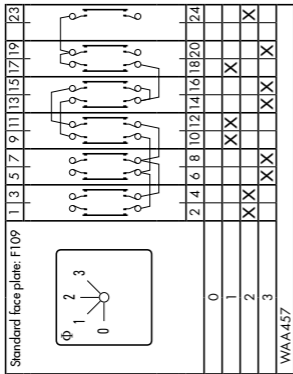 Standard face plate: F109
Φ
0
1
2
3
1 3 5 7 9 11 13 15 17 19 23
2 4 6 8 10 12 14 16 18 20 24
0
1 X X X
2 X X X
3 X X X X X
WAA457